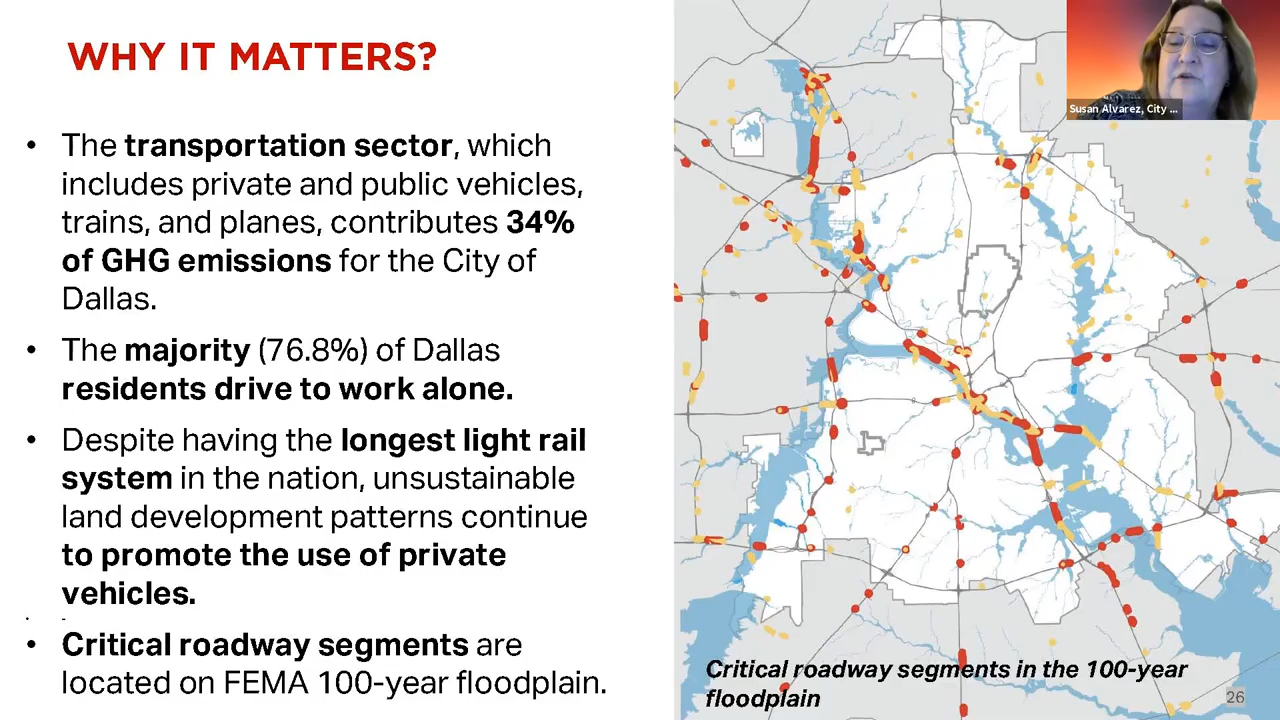 WHY IT MATTERS?
• The transportation sector, which
includes private and public vehicles,
trains, and planes, contributes 34%
of GHG emissions for the City of
Dallas.
• The majority (76.8%) of Dallas
residents drive to work alone.
• Despite having the longest light rail
system in the nation, unsustainable
land development patterns continue
to promote the use of private
vehicles.
• Critical roadway segments are
located on FEMA 100-year floodplain.
Susan Alvarez, City ...
Critical roadway segments in the 100-year
floodplain
26